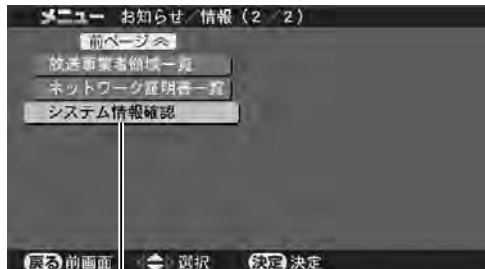 メニュー お知らせ／情報（2／2）
前ページ
放送事業者領域一覧
ネットワーク証明書一覧
システム情報確認
戻る 前画面 選択 決定 決定